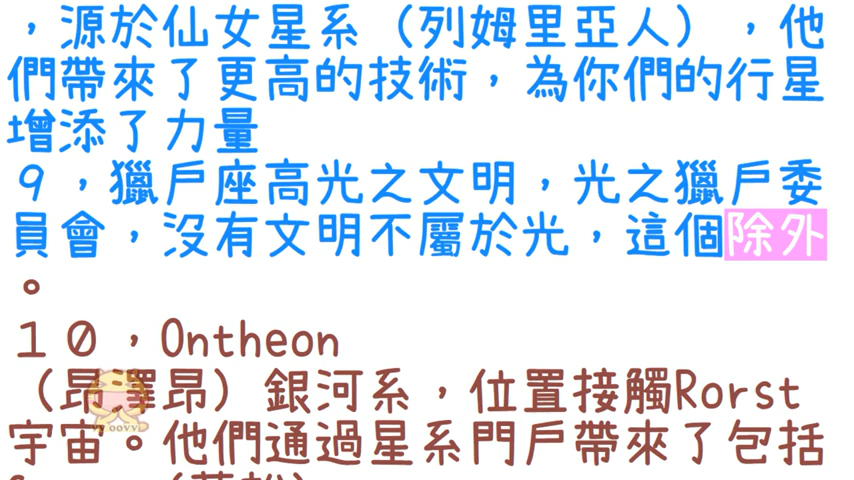 ，源於仙女星系（列姆里亞人），他
們帶來了更高的技術，為你們的行星
增添了力量
９，獵戶座高光之文明，光之獵戶委
員會，沒有文明不屬於光，這個除外
。
１０，Ontheon
（昂澤昂）銀河系，位置接觸Rorst
宇宙。他們通過星系門戶帶來了包括